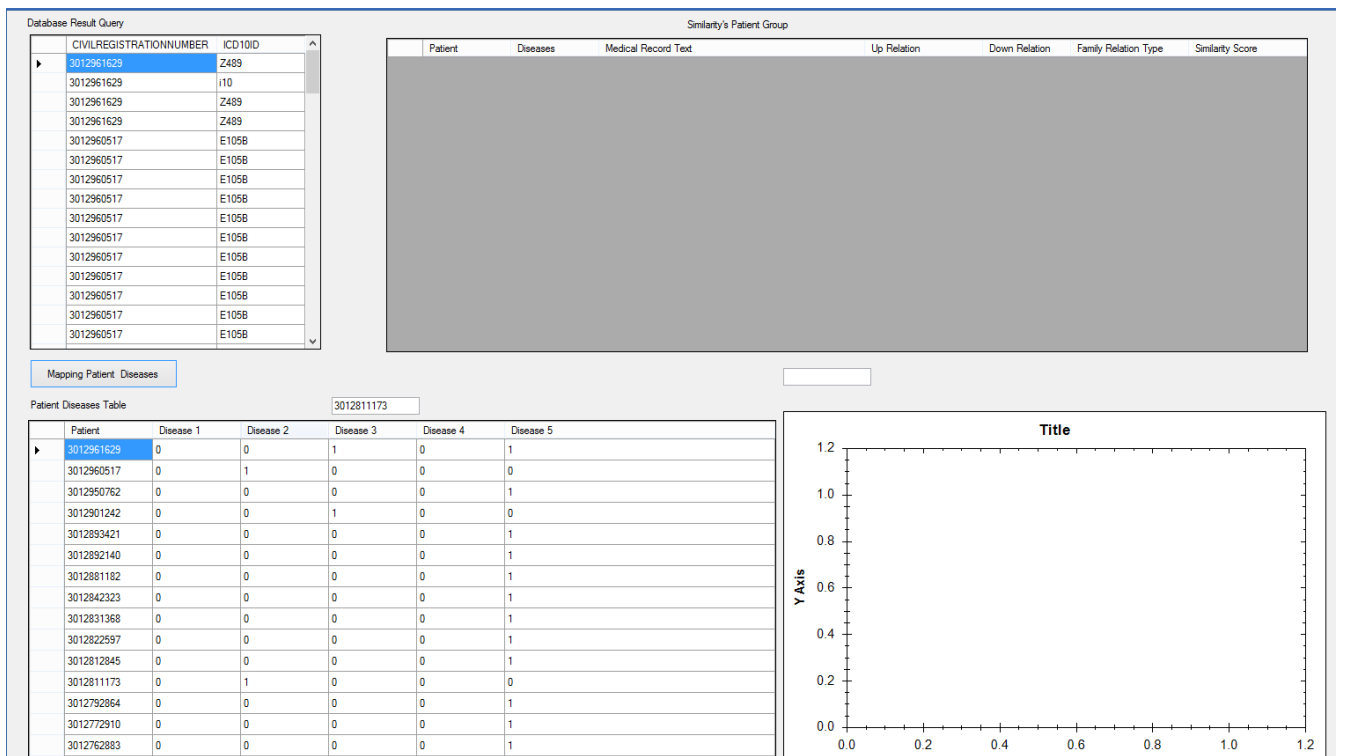 Database Result Query
Similarity's Patient Group
CIVILREGISTRATIONNUMBER ICD10ID
3012961629 Z489
3012961629 i10
3012961629 Z489
3012961629 Z489
3012960517 E105B
3012960517 E105B
3012960517 E105B
3012960517 E105B
3012960517 E105B
3012960517 E105B
3012960517 E105B
3012960517 E105B
3012960517 E105B
3012960517 E105B
3012960517 E105B
Patient Diseases Medical Record Text Up Relation Down Relation Family Relation Type Similarity Score
Mapping Patient Diseases
Patient Diseases Table
3012811173
Patient Disease 1 Disease 2 Disease 3 Disease 4 Disease 5
3012961629 0 0 1 0 1
3012960517 0 1 0 0 0
3012950762 0 0 0 0 1
3012901242 0 0 1 0 0
3012893421 0 0 0 0 1
3012892140 0 0 0 0 1
3012881182 0 0 0 0 1
3012842323 0 0 0 0 1
3012831368 0 0 0 0 1
3012822597 0 0 0 0 1
3012812845 0 0 0 0 1
3012811173 0 1 0 0 0
3012792864 0 0 0 0 1
3012772910 0 0 0 0 1
3012762883 0 0 0 0 1
Title
1.2
1.0
0.8
0.6
0.4
0.2
0.0
Y Axis
0.0 0.2 0.4 0.6 0.8 1.0 1.2